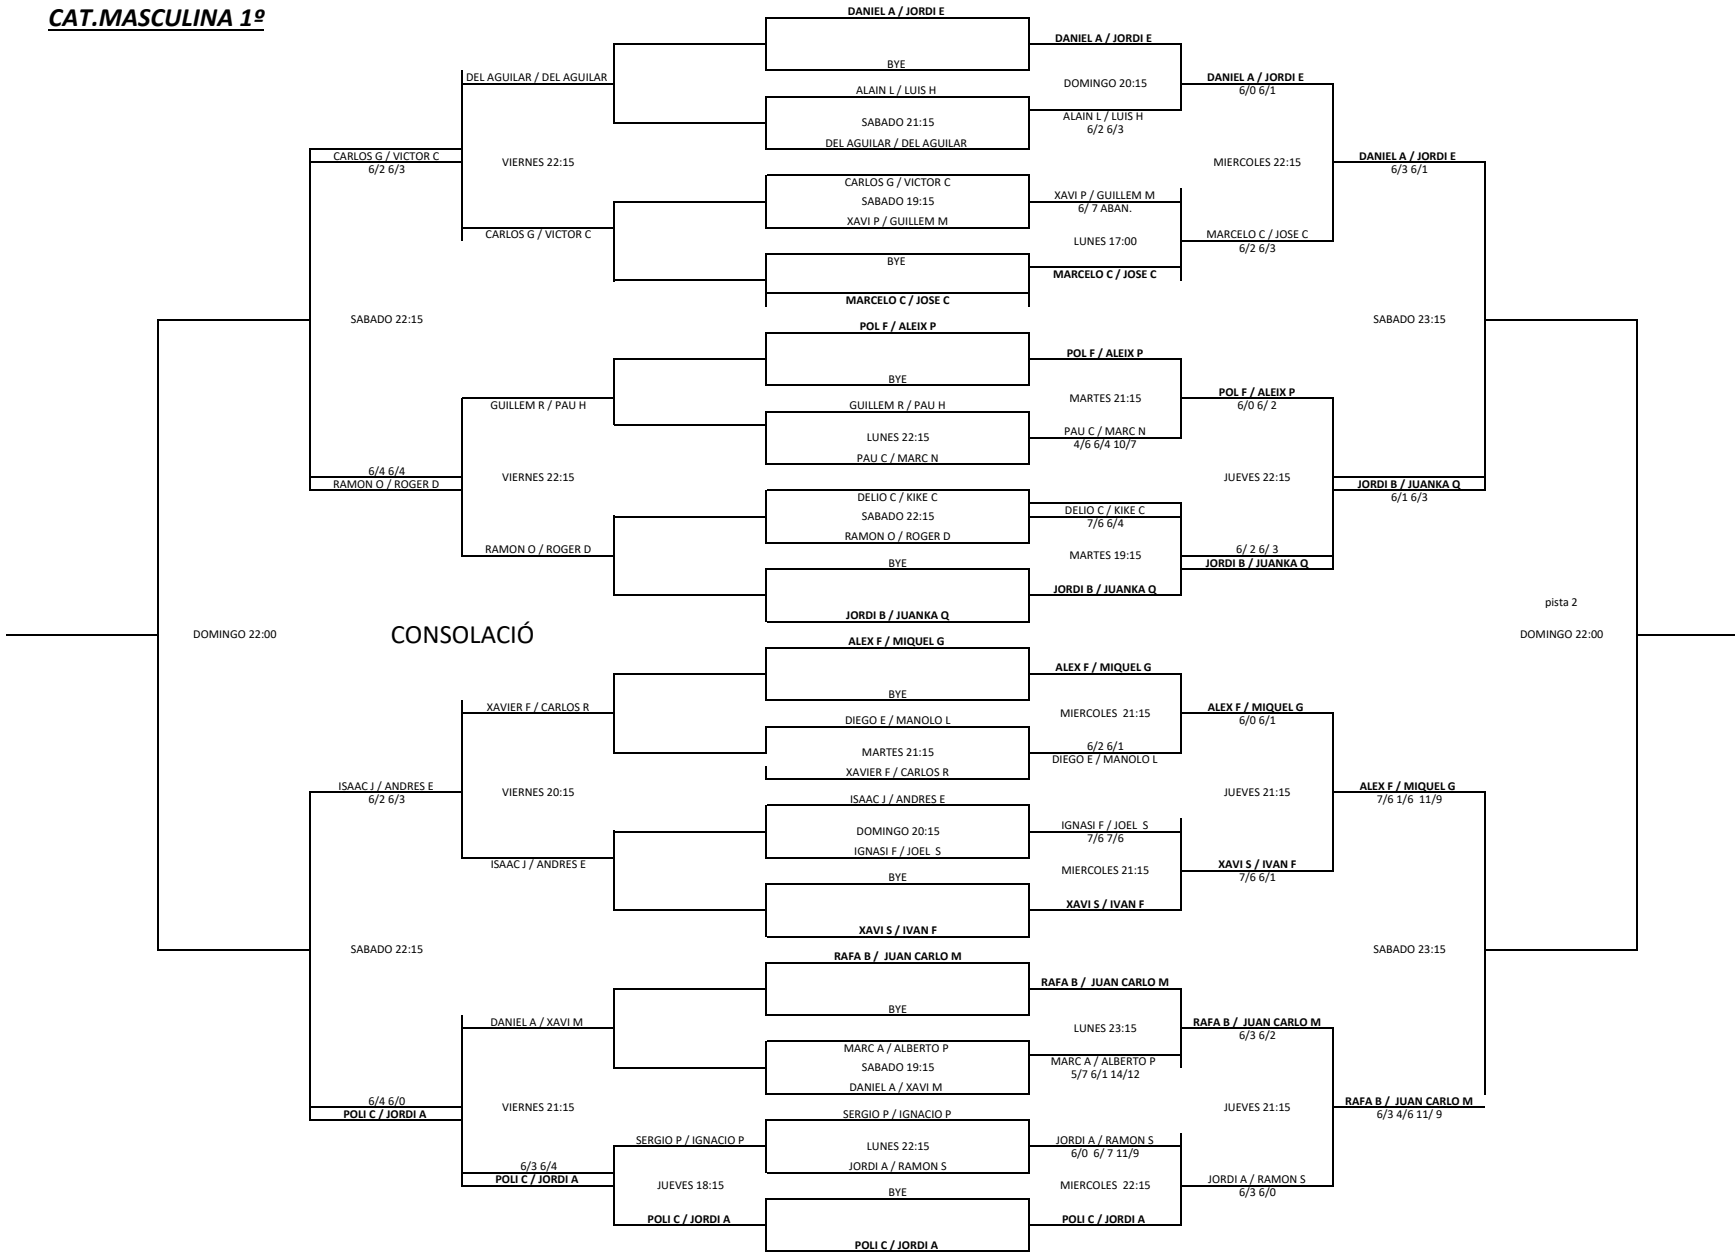 CAT.MASCULINA 1º
DANIEL A / JORDI E
DANIEL A / JORDI E
BYE
DEL AGUILAR / DEL AGUILAR
DOMINGO 20:15
DANIEL A / JORDI E
6/0 6/1
ALAIN L / LUIS H
SABADO 21:15
ALAIN L / LUIS H
6/2 6/3
DEL AGUILAR / DEL AGUILAR
CARLOS G / VICTOR C
6/2 6/3
VIERNES 22:15
MIERCOLES 22:15
DANIEL A / JORDI E
6/3 6/1
CARLOS G / VICTOR C
SABADO 19:15
XAVI P / GUILLEM M
XAVI P / GUILLEM M
6/ 7 ABAN.
CARLOS G / VICTOR C
LUNES 17:00
MARCELO C / JOSE C
6/2 6/3
BYE
MARCELO C / JOSE C
MARCELO C / JOSE C
SABADO 22:15
SABADO 23:15
POL F / ALEIX P
POL F / ALEIX P
BYE
GUILLEM R / PAU H
MARTES 21:15
POL F / ALEIX P
6/0 6/ 2
GUILLEM R / PAU H
LUNES 22:15
PAU C / MARC N
PAU C / MARC N
4/6 6/4 10/7
6/4 6/4
RAMON O / ROGER D
VIERNES 22:15
JUEVES 22:15
JORDI B / JUANKA Q
6/1 6/3
DELIO C / KIKE C
SABADO 22:15
RAMON O / ROGER D
DELIO C / KIKE C
7/6 6/4
RAMON O / ROGER D
MARTES 19:15
6/ 2 6/ 3
JORDI B / JUANKA Q
BYE
JORDI B / JUANKA Q
JORDI B / JUANKA Q
pista 2
DOMINGO 22:00
CONSOLACIÓ
DOMINGO 22:00
ALEX F / MIQUEL G
ALEX F / MIQUEL G
BYE
XAVIER F / CARLOS R
MIERCOLES 21:15
ALEX F / MIQUEL G
6/0 6/1
DIEGO E / MANOLO L
MARTES 21:15
XAVIER F / CARLOS R
6/2 6/1
DIEGO E / MANOLO L
ISAAC J / ANDRES E
6/2 6/3
VIERNES 20:15
JUEVES 21:15
ALEX F / MIQUEL G
7/6 1/6 11/9
ISAAC J / ANDRES E
DOMINGO 20:15
IGNASI F / JOEL S
IGNASI F / JOEL S
7/6 7/6
ISAAC J / ANDRES E
MIERCOLES 21:15
XAVI S / IVAN F
7/6 6/1
BYE
XAVI S / IVAN F
XAVI S / IVAN F
SABADO 22:15
SABADO 23:15
RAFA B / JUAN CARLO M
RAFA B / JUAN CARLO M
BYE
DANIEL A / XAVI M
LUNES 23:15
RAFA B / JUAN CARLO M
6/3 6/2
MARC A / ALBERTO P
SABADO 19:15
DANIEL A / XAVI M
MARC A / ALBERTO P
5/7 6/1 14/12
6/4 6/0
POLI C / JORDI A
VIERNES 21:15
JUEVES 21:15
RAFA B / JUAN CARLO M
6/3 4/6 11/ 9
SERGIO P / IGNACIO P
SERGIO P / IGNACIO P
LUNES 22:15
JORDI A / RAMON S
JORDI A / RAMON S
6/0 6/ 7 11/9
6/3 6/4
POLI C / JORDI A
JUEVES 18:15
BYE
MIERCOLES 22:15
JORDI A / RAMON S
6/3 6/0
POLI C / JORDI A
POLI C / JORDI A
POLI C / JORDI A